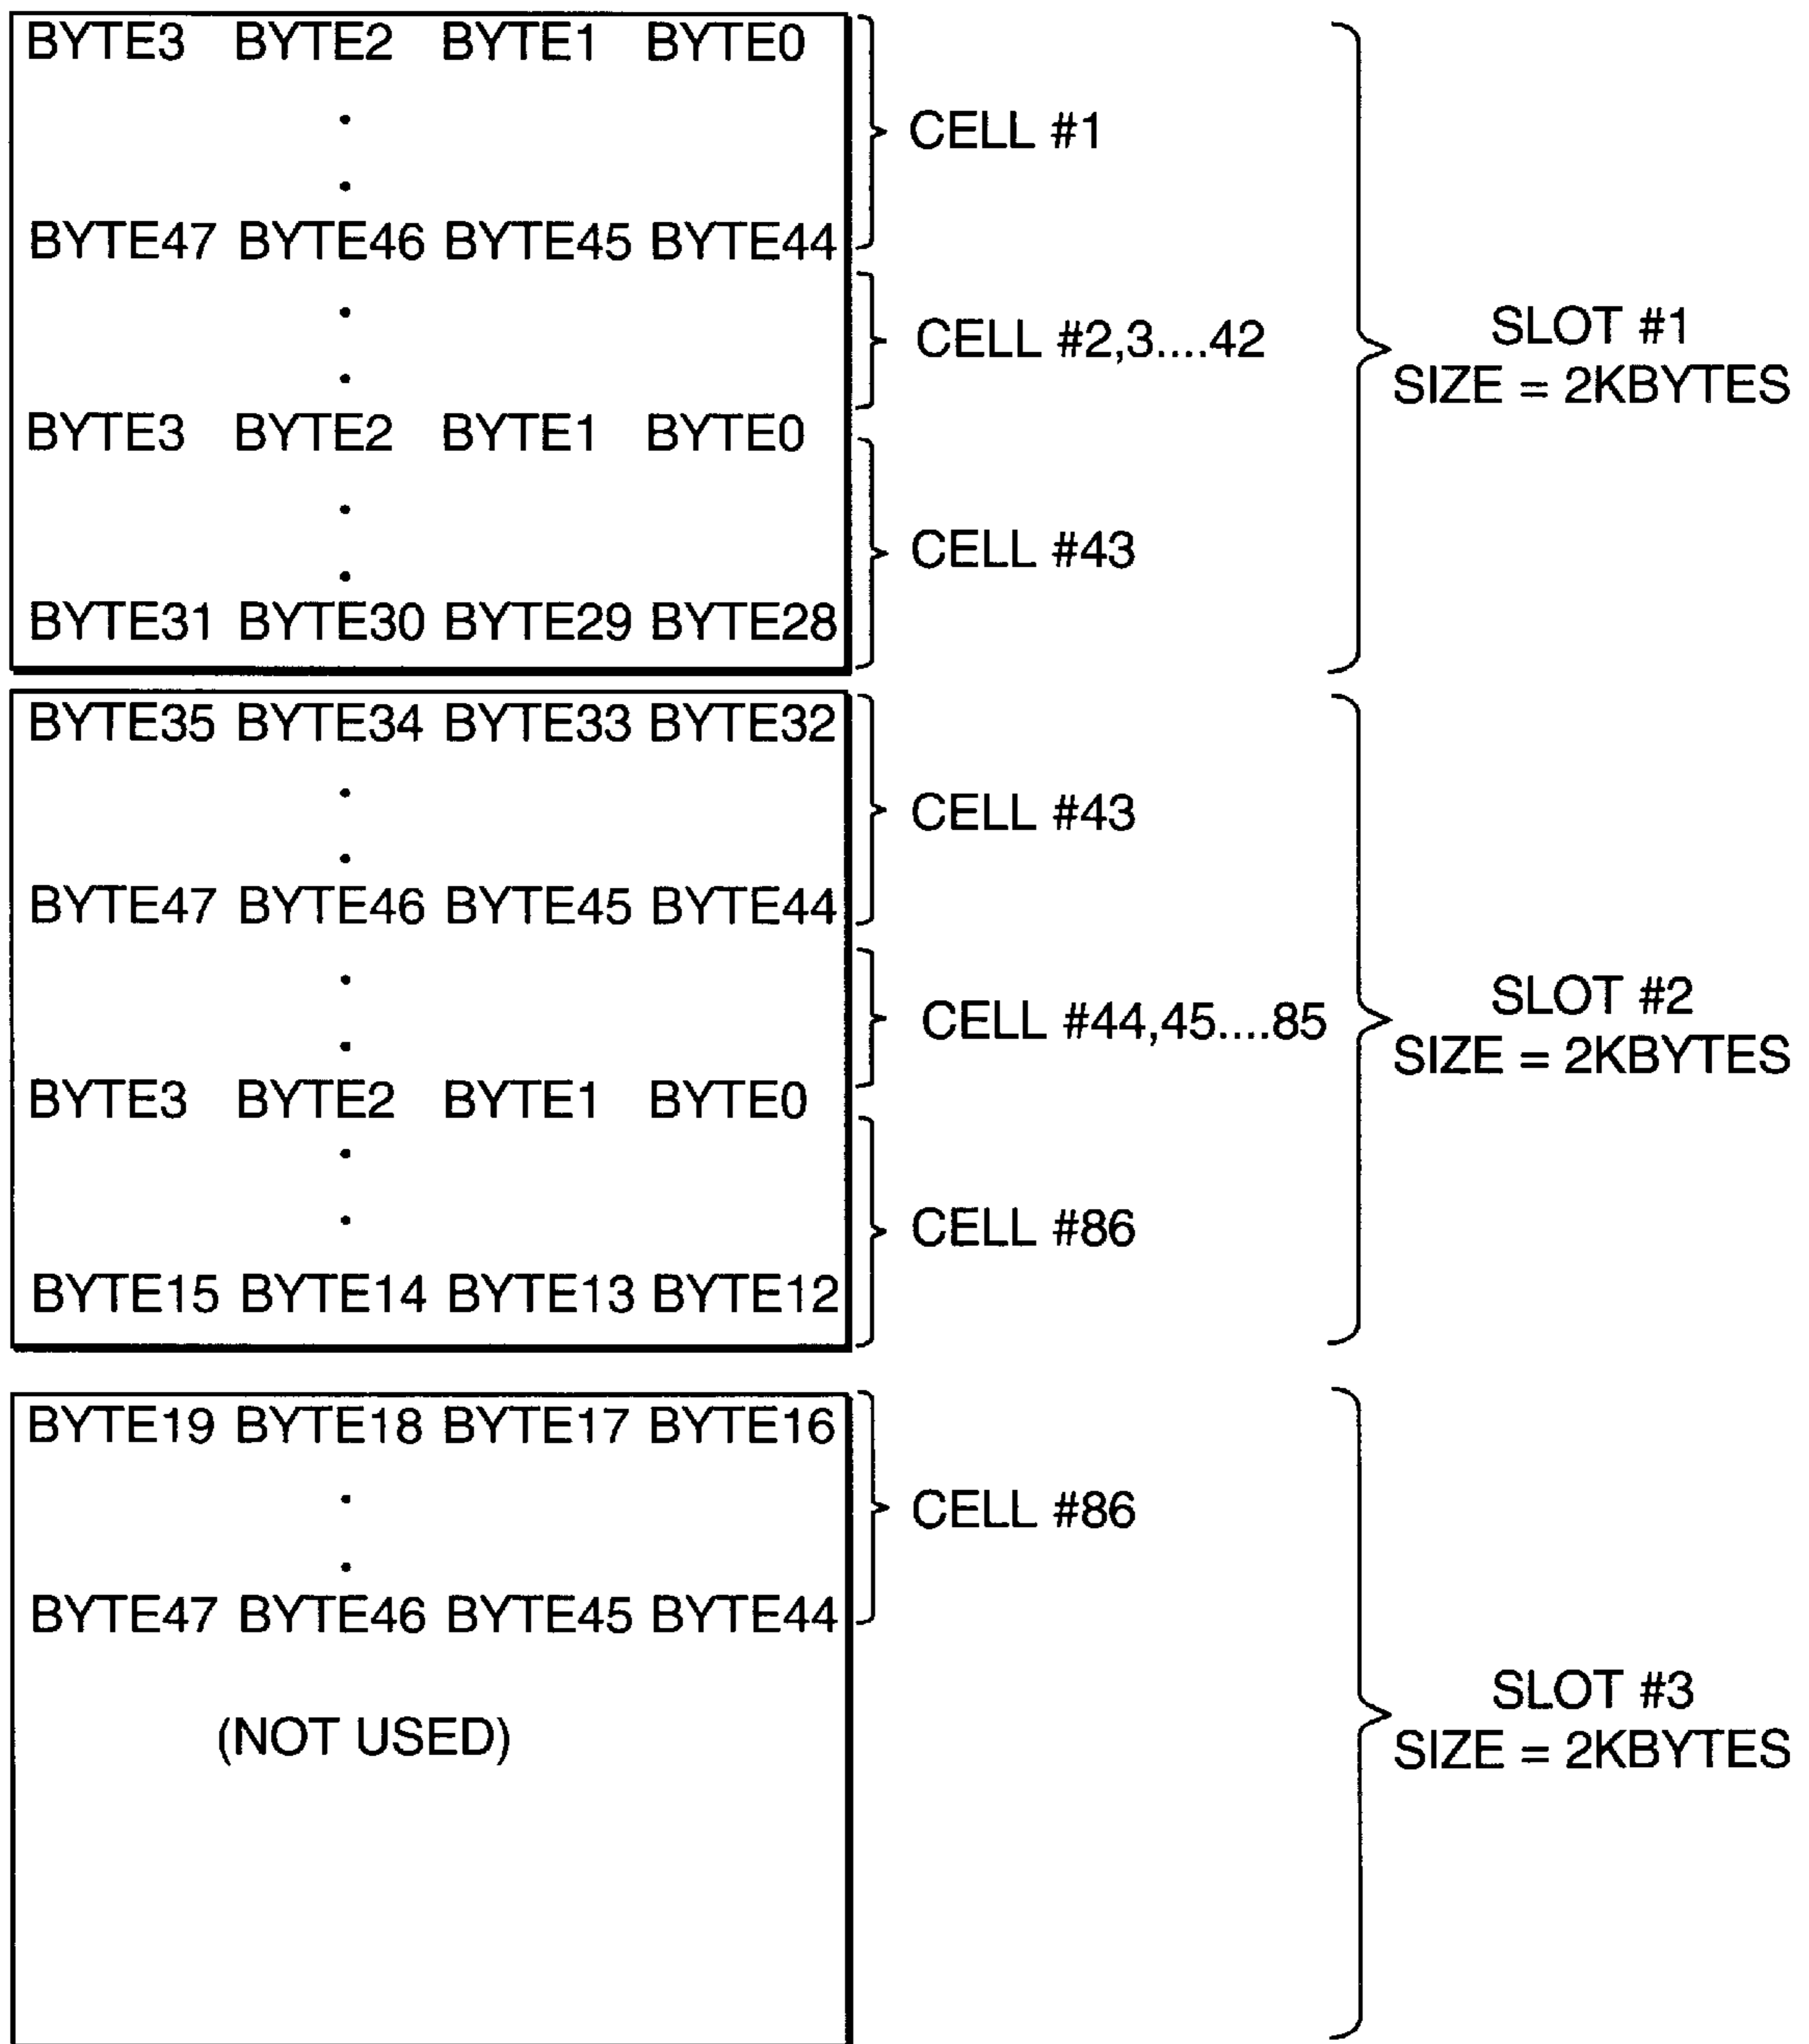 BYTE3 BYTE2 BYTE1 BYTE0
.
.
CELL #1
BYTE47 BYTE46 BYTE45 BYTE44
.
.
CELL #2,3....42
SLOT #1
SIZE = 2KBYTES
BYTE3 BYTE2 BYTE1 BYTE0
.
.
CELL #43
BYTE31 BYTE30 BYTE29 BYTE28
BYTE35 BYTE34 BYTE33 BYTE32
.
.
CELL #43
BYTE47 BYTE46 BYTE45 BYTE44
.
.
CELL #44,45....85
SLOT #2
SIZE = 2KBYTES
BYTE3 BYTE2 BYTE1 BYTE0
.
.
CELL #86
BYTE15 BYTE14 BYTE13 BYTE12
BYTE19 BYTE18 BYTE17 BYTE16
.
.
CELL #86
BYTE47 BYTE46 BYTE45 BYTE44
(NOT USED)
SLOT #3
SIZE = 2KBYTES